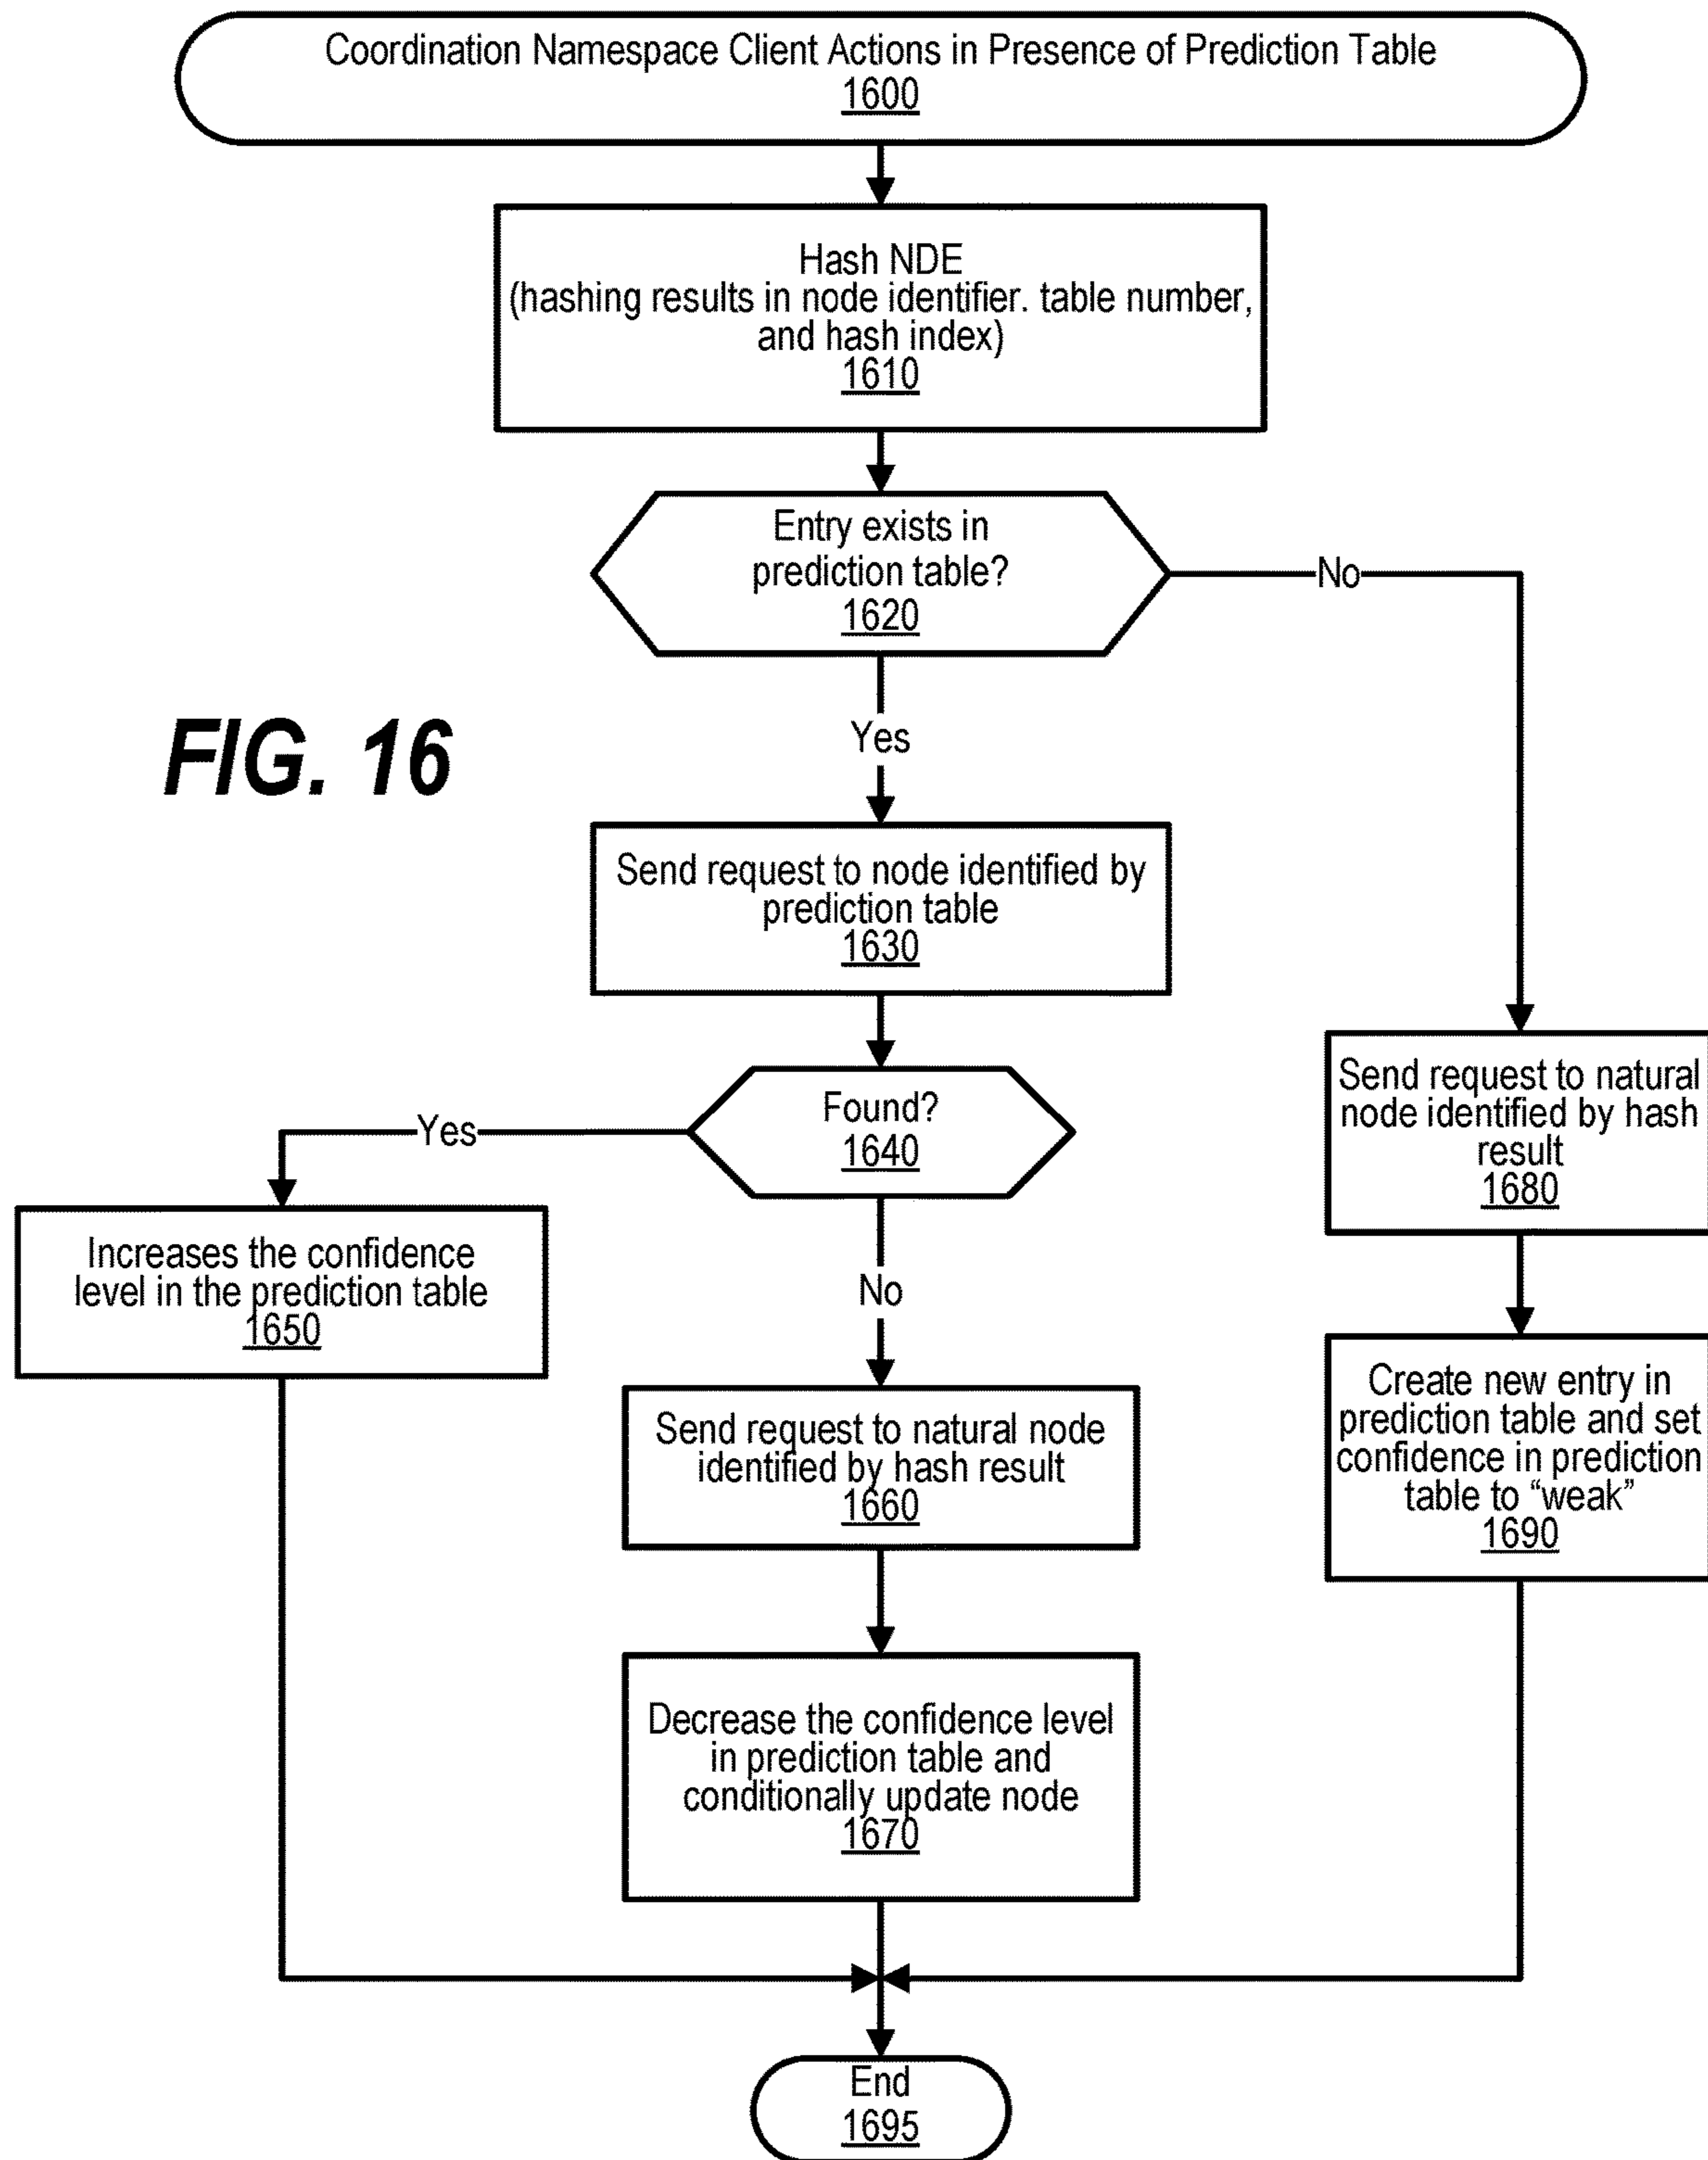 Coordination Namespace Client Actions in Presence of Prediction Table
1600
Hash NDE
(hashing results in node identifier. table number,
and hash index)
1610
Entry exists in
prediction table?
1620
No
Yes
FIG. 16
Send request to node identified by
prediction table
1630
Found?
1640
Yes
Increases the confidence
level in the prediction table
1650
No
Send request to natural node
identified by hash result
1660
Decrease the confidence level
in prediction table and
conditionally update node
1670
Send request to natural
node identified by hash
result
1680
Create new entry in
prediction table and set
confidence in prediction
table to “weak”
1690
End
1695